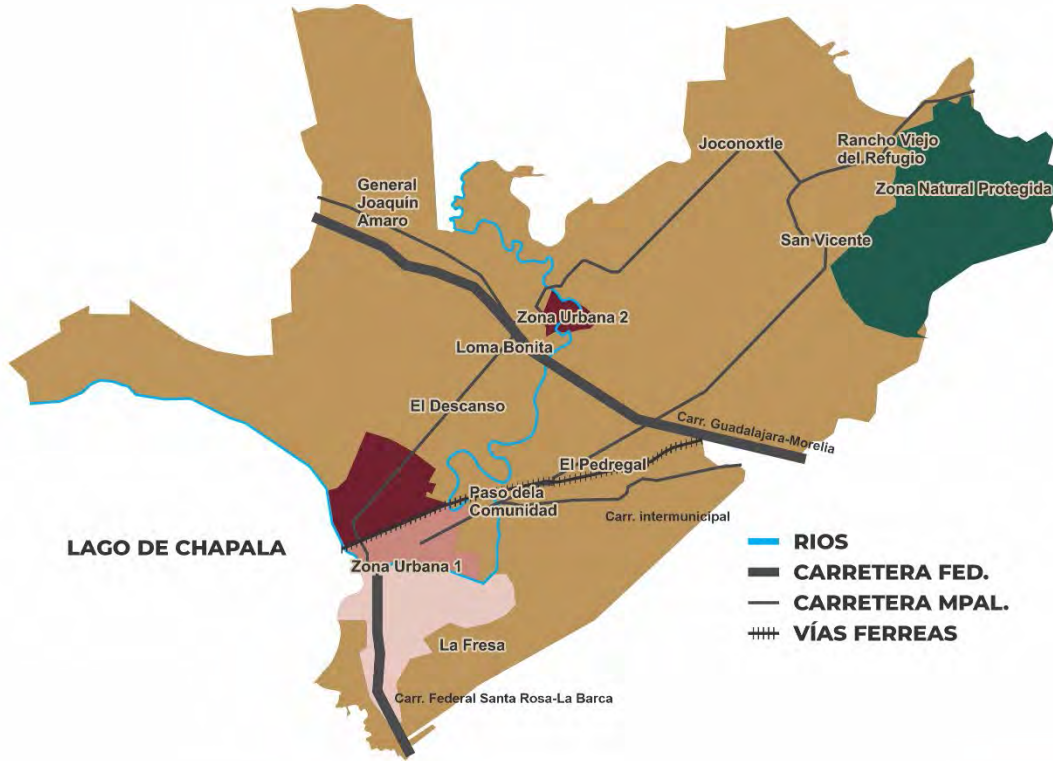 Joconoxtle
Rancho Viejo
del Refugio
General
Joaquín
Amaro
Zona Natural Protegida
San Vicente
Zona Urbana 2
Loma Bonita
El Descanso
Carr. Guadalajara-Morelia
El Pedregal
Paso dela
Comunidad
Carr. intermunicipal
LAGO DE CHAPALA
Zona Urbana 1
La Fresa
Carr. Federal Santa Rosa-La Barca
RIOS
CARRETERA FED.
CARRETERA MPAL.
VÍAS FERREAS